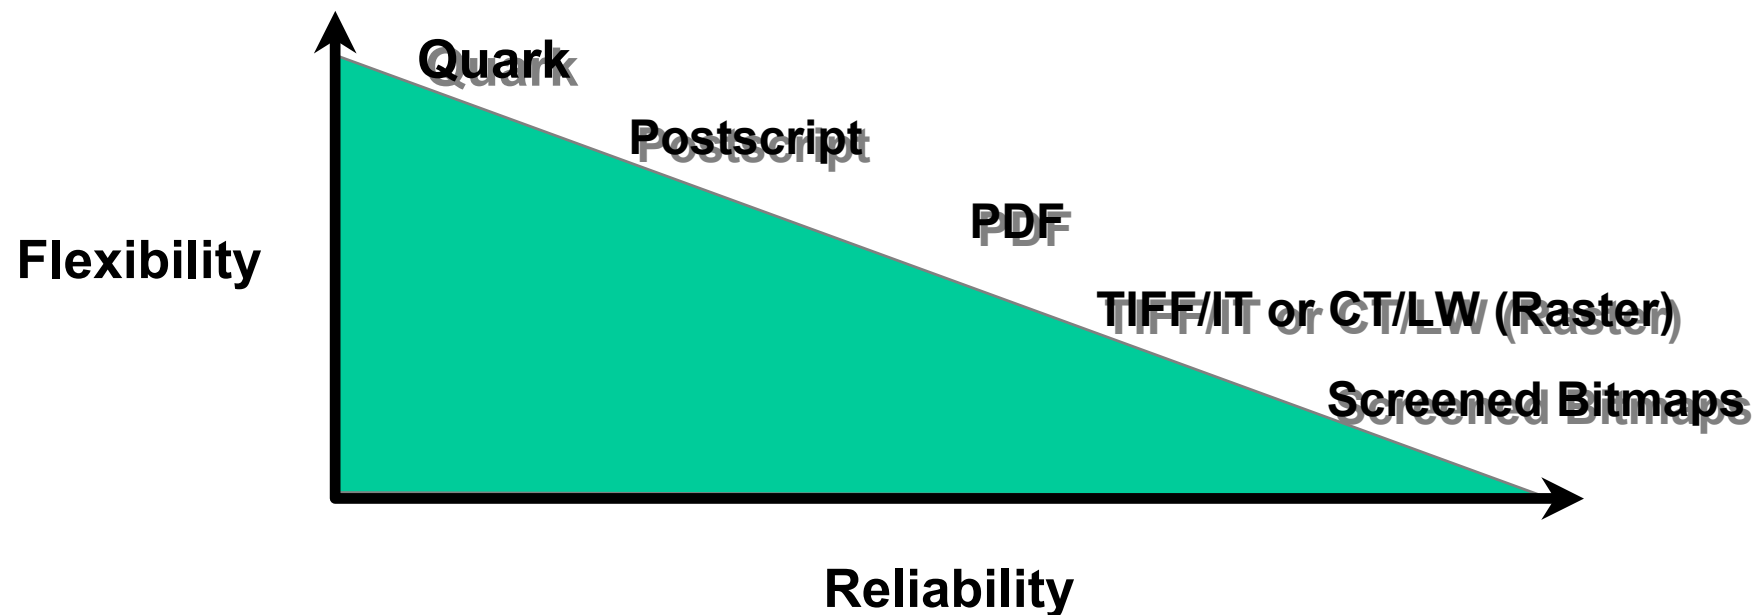 Quark
Postscript
PDF
Flexibility
TIFF/IT or CT/LW (Raster)
Screened Bitmaps
Reliability